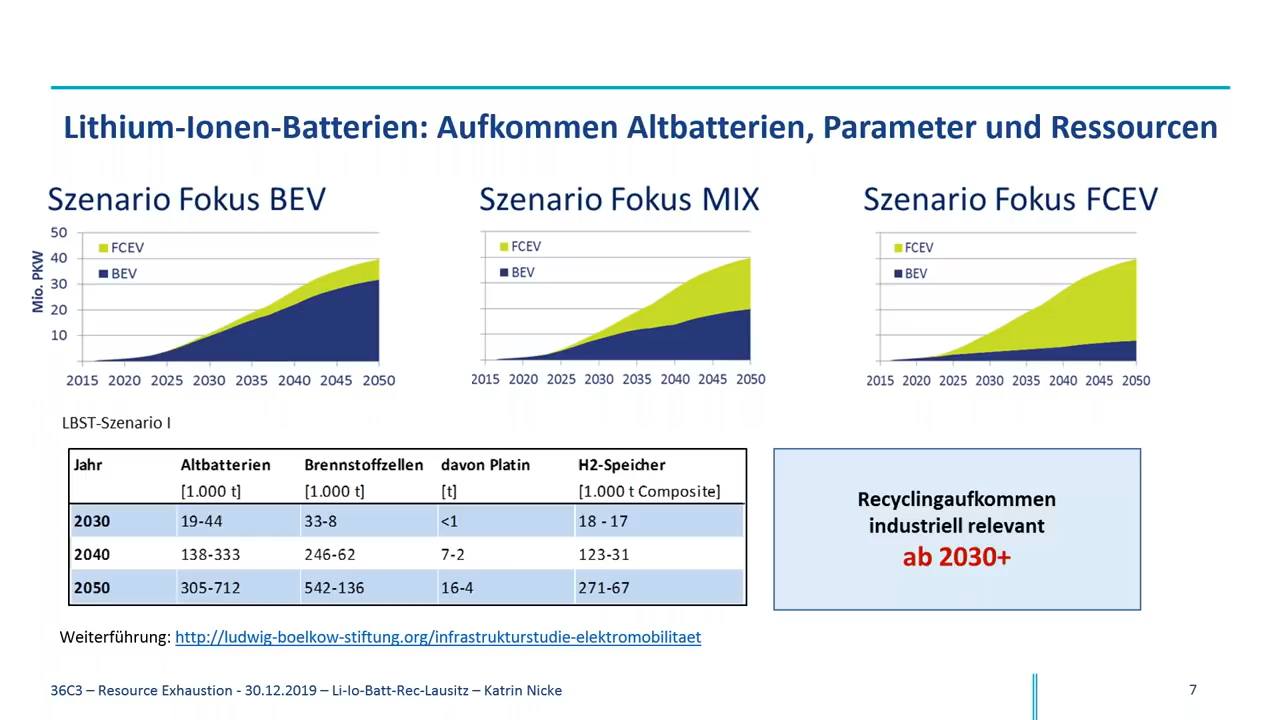 Lithium-Ionen-Batterien: Aufkommen Altbatterien, Parameter und Ressourcen
Szenario Fokus BEV
50
40
30
20
10
Mio. PKW
FCEV
BEV
2015 2020 2025 2030 2035 2040 2045 2050
Szenario Fokus MIX
FCEV
BEV
2015 2020 2025 2030 2035 2040 2045 2050
Szenario Fokus FCEV
FCEV
BEV
2015 2020 2025 2030 2035 2040 2045 2050
LBST-Szenario I
Jahr Altbatterien Brennstoffzellen davon Platin H2-Speicher
[1.000 t] [1.000 t] [t] [1.000 t Composite]
2030 19-44 33-8 <1 18 - 17
2040 138-333 246-62 7-2 123-31
2050 305-712 542-136 16-4 271-67
Recyclingaufkommen
industriell relevant
ab 2030+
Weiterführung: http://ludwig-boelkow-stiftung.org/infrastrukturstudie-elektromobilitaet
36C3 – Resource Exhaustion - 30.12.2019 – Li-Io-Batt-Rec-Lausitz – Katrin Nicke
7